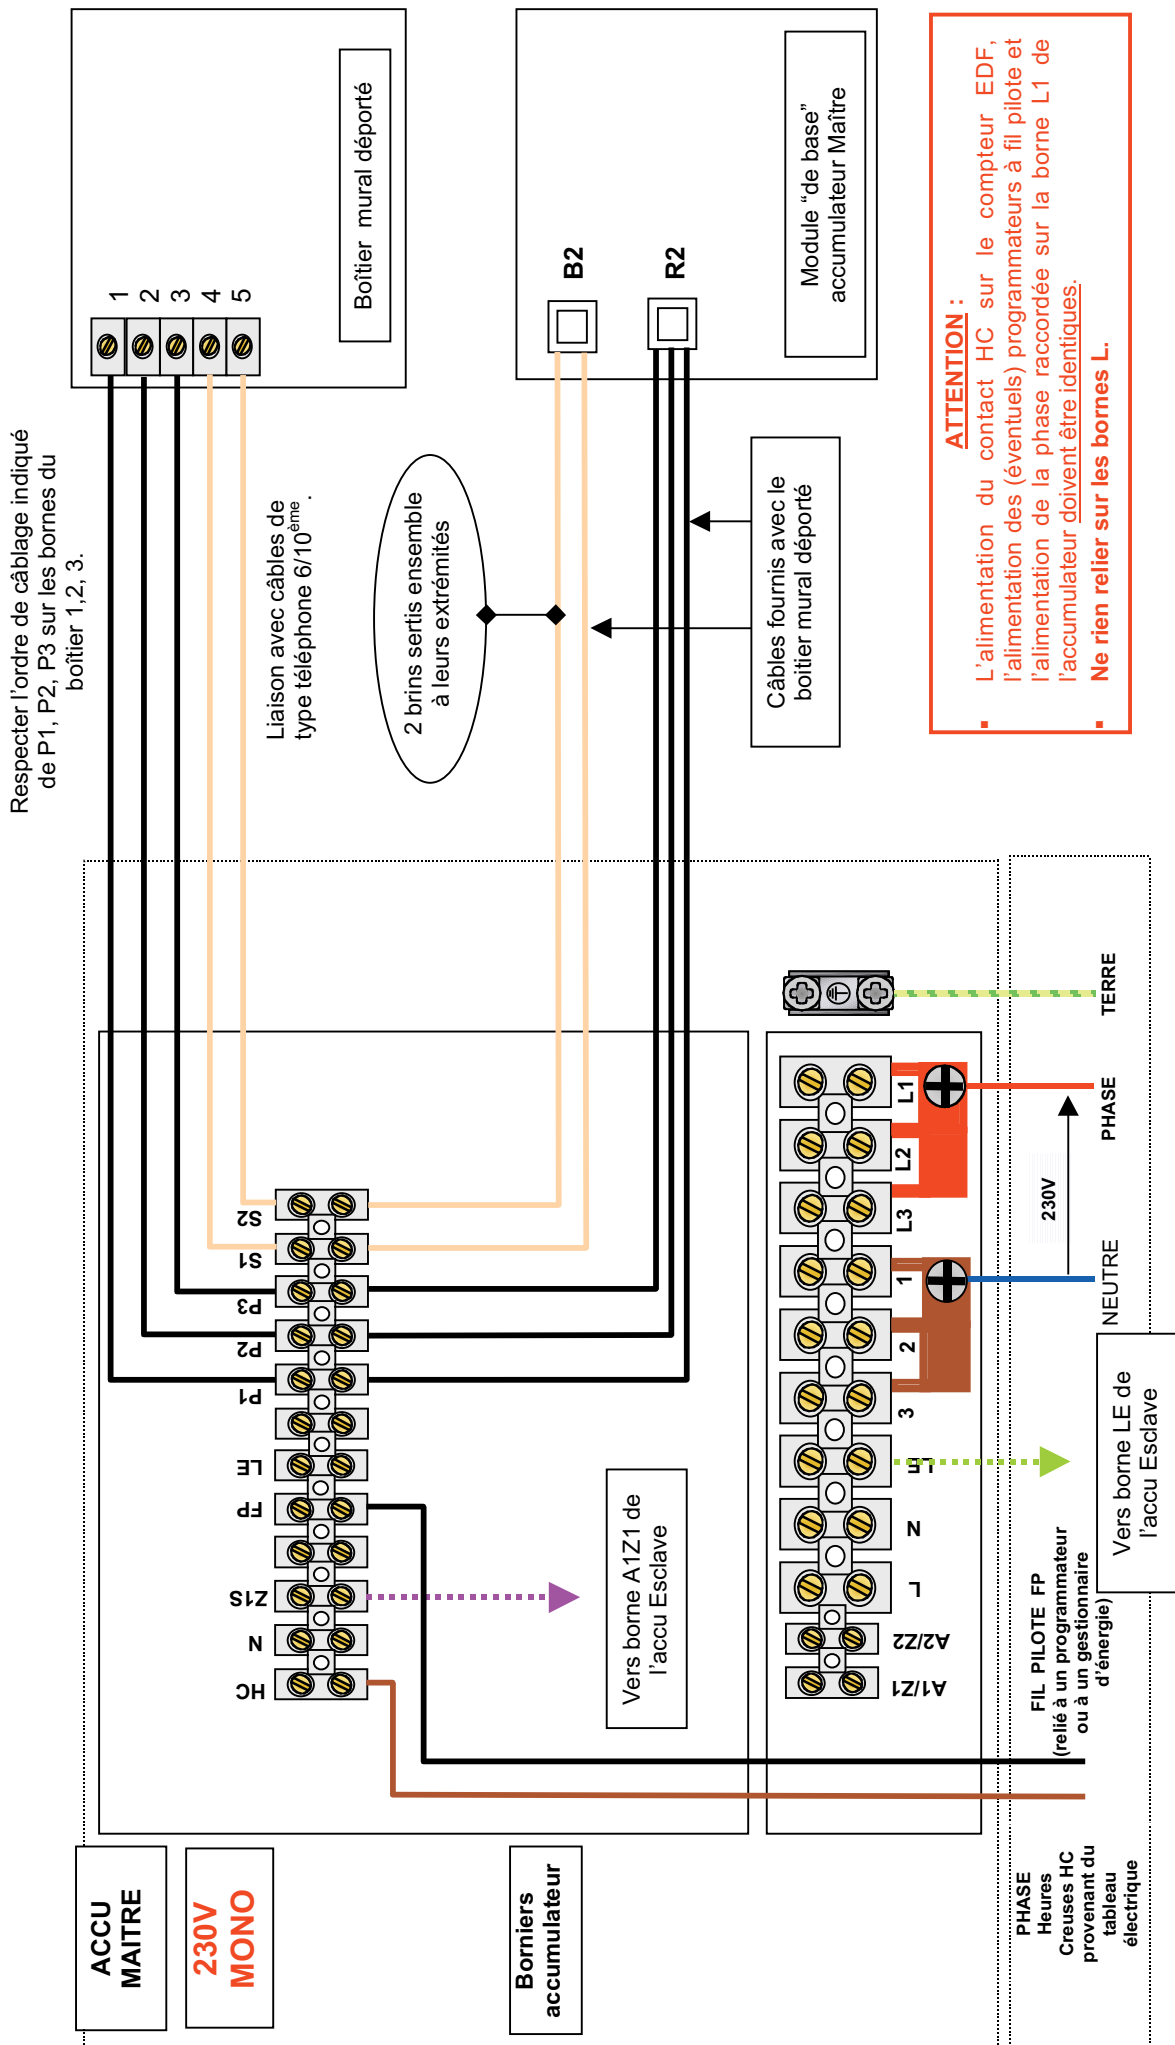 Respecter l'ordre de câblage indiqué
de P1, P2, P3 sur les bornes du
boîtier 1,2, 3.
1
2
3
4
5
Boîtier mural déporté
Liaison avec câbles de
type téléphone 6/10ème .
2 brins sertis ensemble
à leurs extrémités
B2
R2
Module “de base”
accumulateur Maître
Câbles fournis avec le
boitier mural déporté
ATTENTION :
▪ L'alimentation du contact HC sur le compteur EDF,
l'alimentation des (éventuels) programmateurs à fil pilote et
l'alimentation de la phase raccordée sur la borne L1 de
l'accumulateur doivent être identiques.
▪ Ne rien relier sur les bornes L.
ACCU
MAITRE
230V
MONO
Borniers
accumulateur
HC
N
Z1S
FP
LE
P1
P2
P3
S1
S2
Vers borne A1Z1 de
l'accu Esclave
A1/Z1
A2/Z2
L
N
LE
3
2
1
L3
L2
L1
PHASE
Heures
Creuses HC
provenant du
tableau
électrique
FIL PILOTE FP
(relié à un programmateur
ou à un gestionnaire
d'énergie)
Vers borne LE de
l'accu Esclave
NEUTRE
230V
PHASE
TERRE